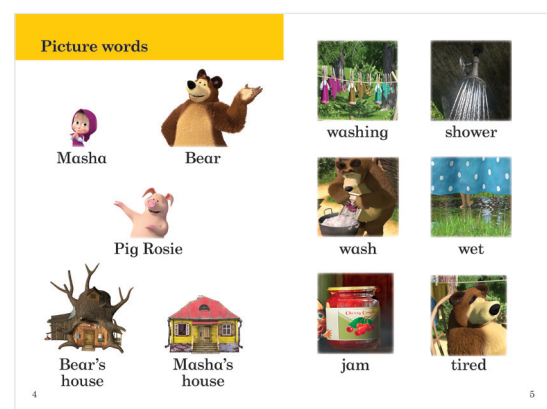 Picture words
Masha
Bear
Pig Rosie
Bear's
house
Masha's
house
4
washing
shower
wash
wet
jam
tired
5